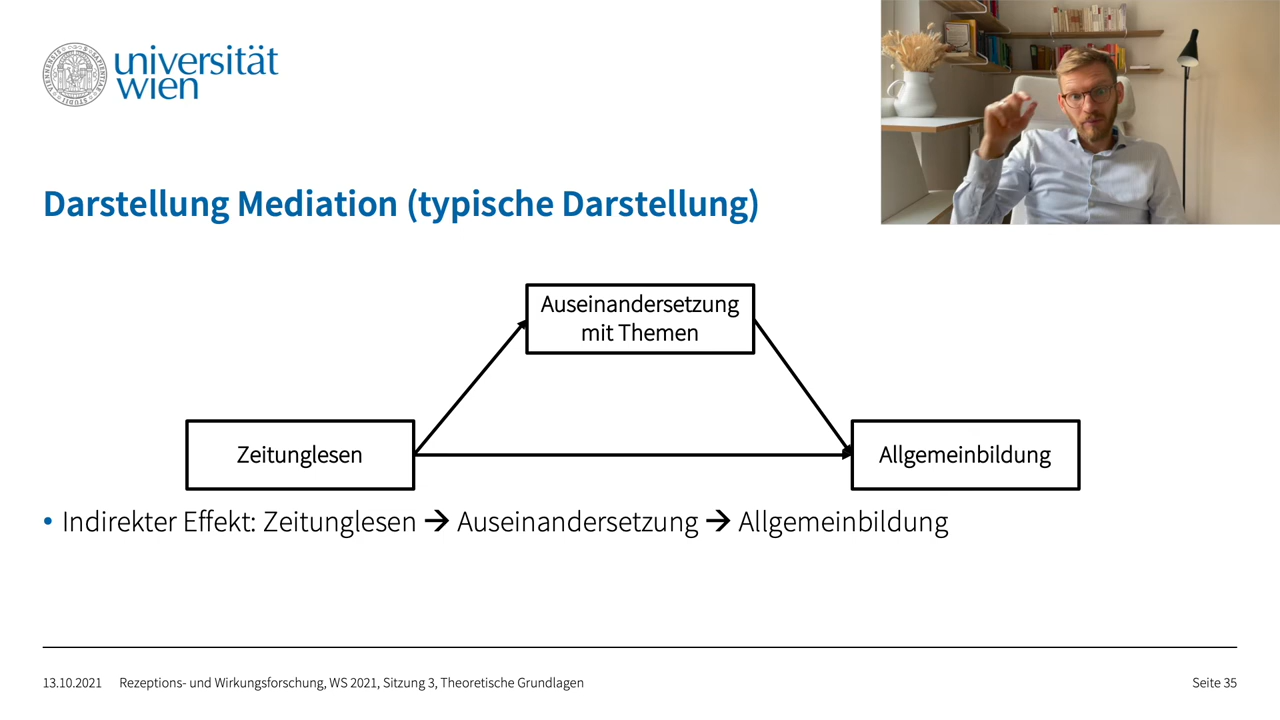 universität
wien
Darstellung Mediation (typische Darstellung)
Auseinandersetzung
mit Themen
Zeitunglesen
Allgemeinbildung
• Indirekter Effekt: Zeitunglesen → Auseinandersetzung → Allgemeinbildung
13.10.2021 Rezeptions- und Wirkungsforschung, WS 2021, Sitzung 3, Theoretische Grundlagen Seite 35